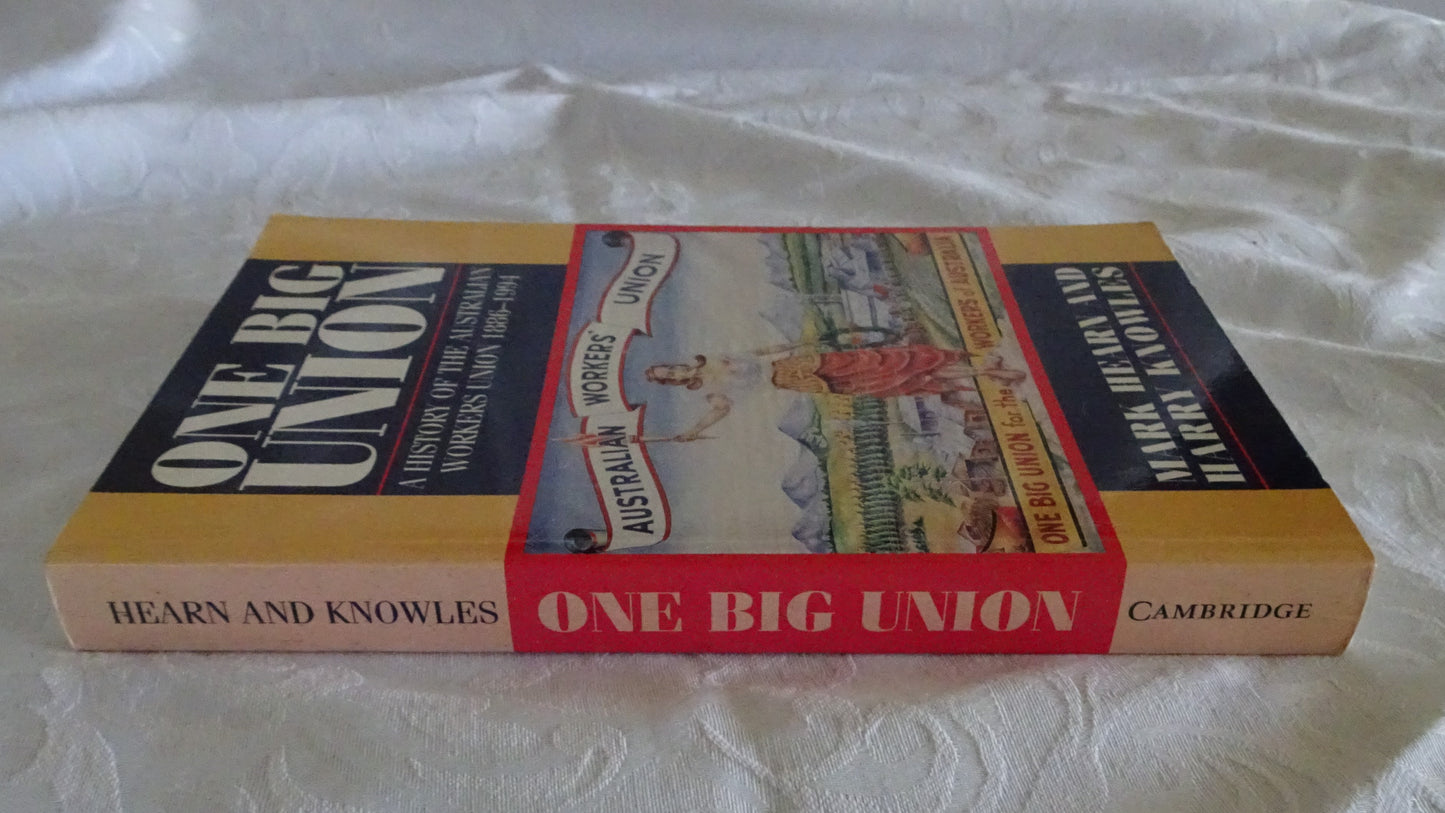 ONE BIG
UNION
A HISTORY OF THE AUSTRALIAN
WORKERS UNION 1886–1994
AUSTRALIAN WORKERS' UNION
ONE BIG UNION for the WORKERS of AUSTRALIA
MARK HEARN AND
HARRY KNOWLES
HEARN AND KNOWLES
ONE BIG UNION
CAMBRIDGE